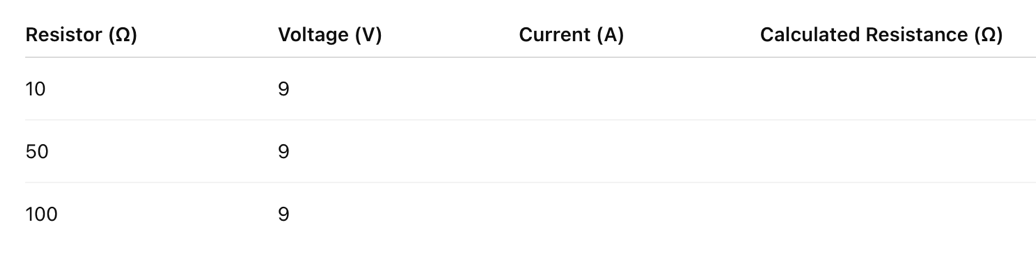 Resistor (Ω) Voltage (V) Current (A) Calculated Resistance (Ω)
10 9
50 9
100 9